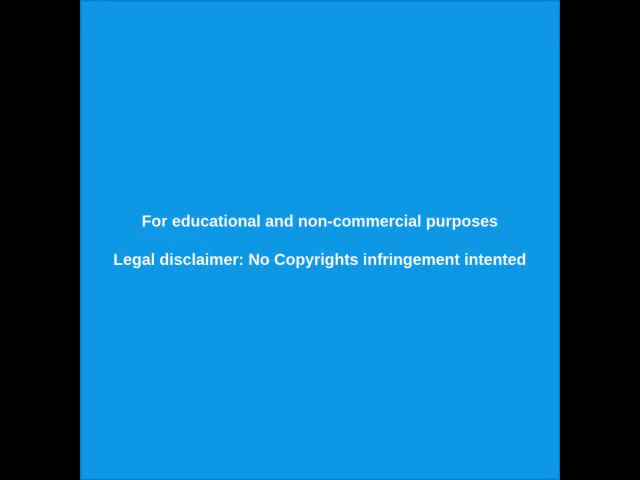 For educational and non-commercial purposes
Legal disclaimer: No Copyrights infringement intented